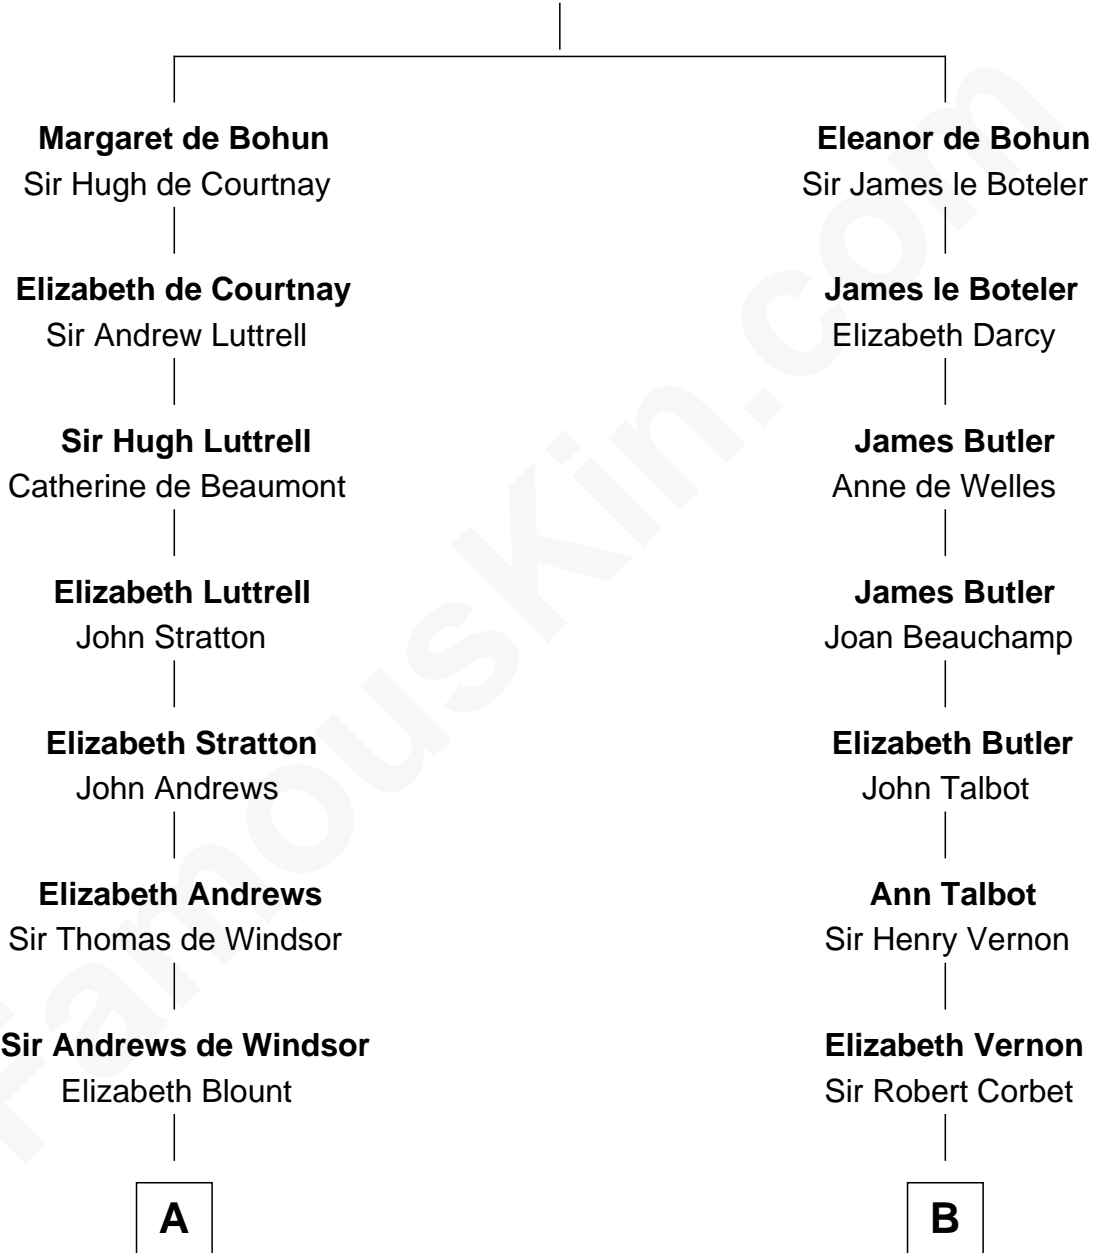 Margaret de Bohun
Sir Hugh de Courtnay
Elizabeth de Courtnay
Sir Andrew Luttrell
Sir Hugh Luttrell
Catherine de Beaumont
Elizabeth Luttrell
John Stratton
Elizabeth Stratton
John Andrews
Elizabeth Andrews
Sir Thomas de Windsor
Sir Andrews de Windsor
Elizabeth Blount
A
Eleanor de Bohun
Sir James le Boteler
James le Boteler
Elizabeth Darcy
James Butler
Anne de Welles
James Butler
Joan Beauchamp
Elizabeth Butler
John Talbot
Ann Talbot
Sir Henry Vernon
Elizabeth Vernon
Sir Robert Corbet
B
FamousKin.com